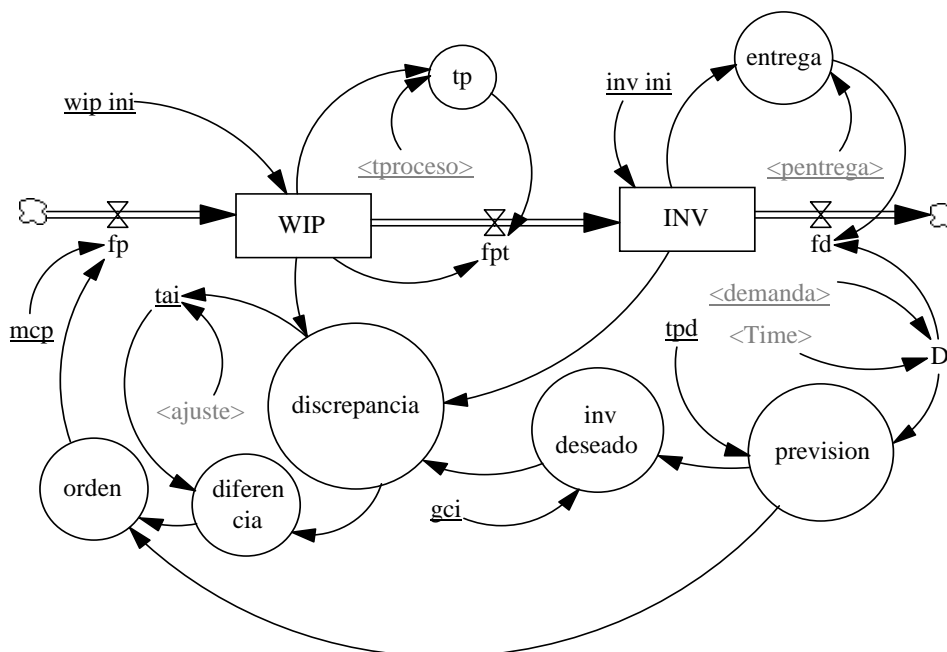 entrega
tp
wip ini
inv ini
<tproceso>
<pentrega>
WIP
INV
fp
fpt
fd
tai
<demanda>
mcp
tpd
<Time>
D
<ajuste>
discrepancia
inv
deseado
prevision
orden
diferen
cia
gci